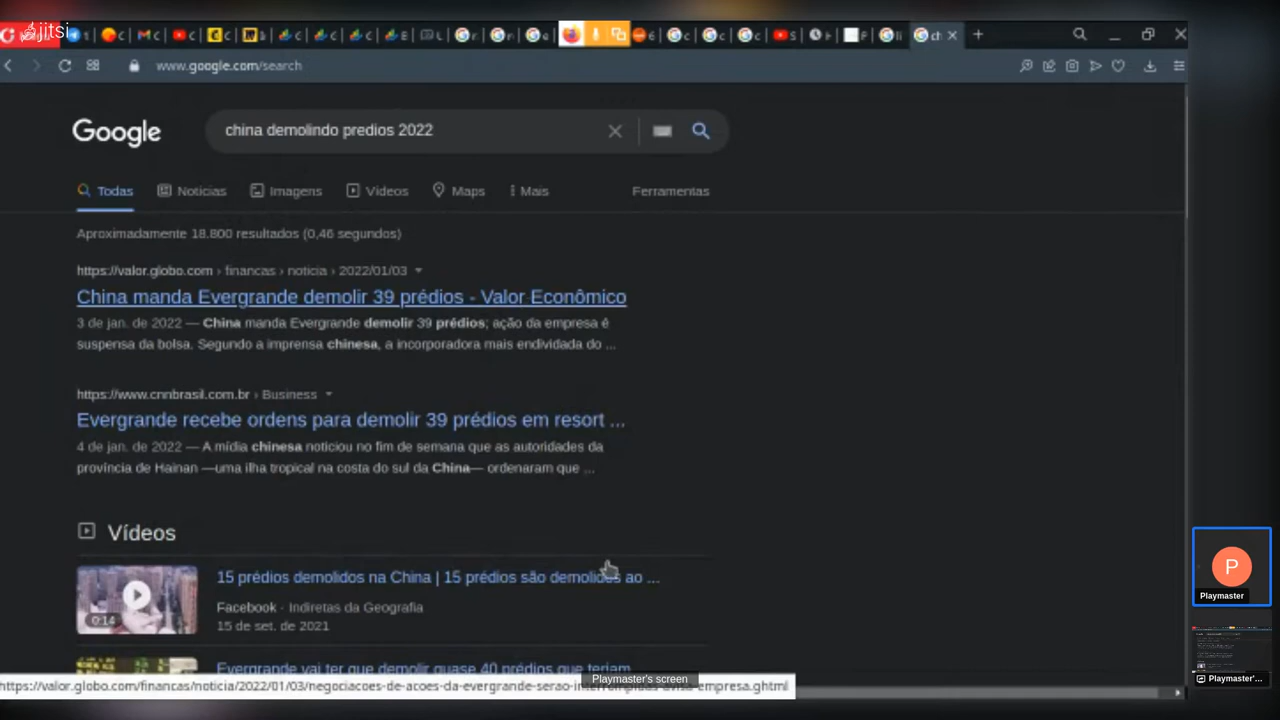 jitsi
www.google.com/search
Google
china demolindo predios 2022
Todas
Notícias
Imagens
Vídeos
Maps
Mais
Ferramentas
Aproximadamente 18.800 resultados (0,46 segundos)
https://valor.globo.com › financas › noticia › 2022/01/03
China manda Evergrande demolir 39 prédios - Valor Econômico
3 de jan. de 2022 — China manda Evergrande demolir 39 prédios; ação da empresa é
suspensa da bolsa. Segundo a imprensa chinesa, a incorporadora mais endividada do ...
https://www.cnnbrasil.com.br › Business
Evergrande recebe ordens para demolir 39 prédios em resort ...
4 de jan. de 2022 — A mídia chinesa noticiou no fim de semana que as autoridades da
província de Hainan —uma ilha tropical na costa do sul da China— ordenaram que ...
Vídeos
15 prédios demolidos na China | 15 prédios são demolidos ao ...
0:14
Facebook · Indiretas da Geografia
15 de set. de 2021
Evergrande vai ter que demolir quase 40 prédios que teriam
https://valor.globo.com/financas/noticia/2022/01/03/negociacoes-de-acoes-da-evergrande-serao-interrompidas-avisa-empresa.ghtml
Playmaster's screen
P
Playmaster
Playmaster'...